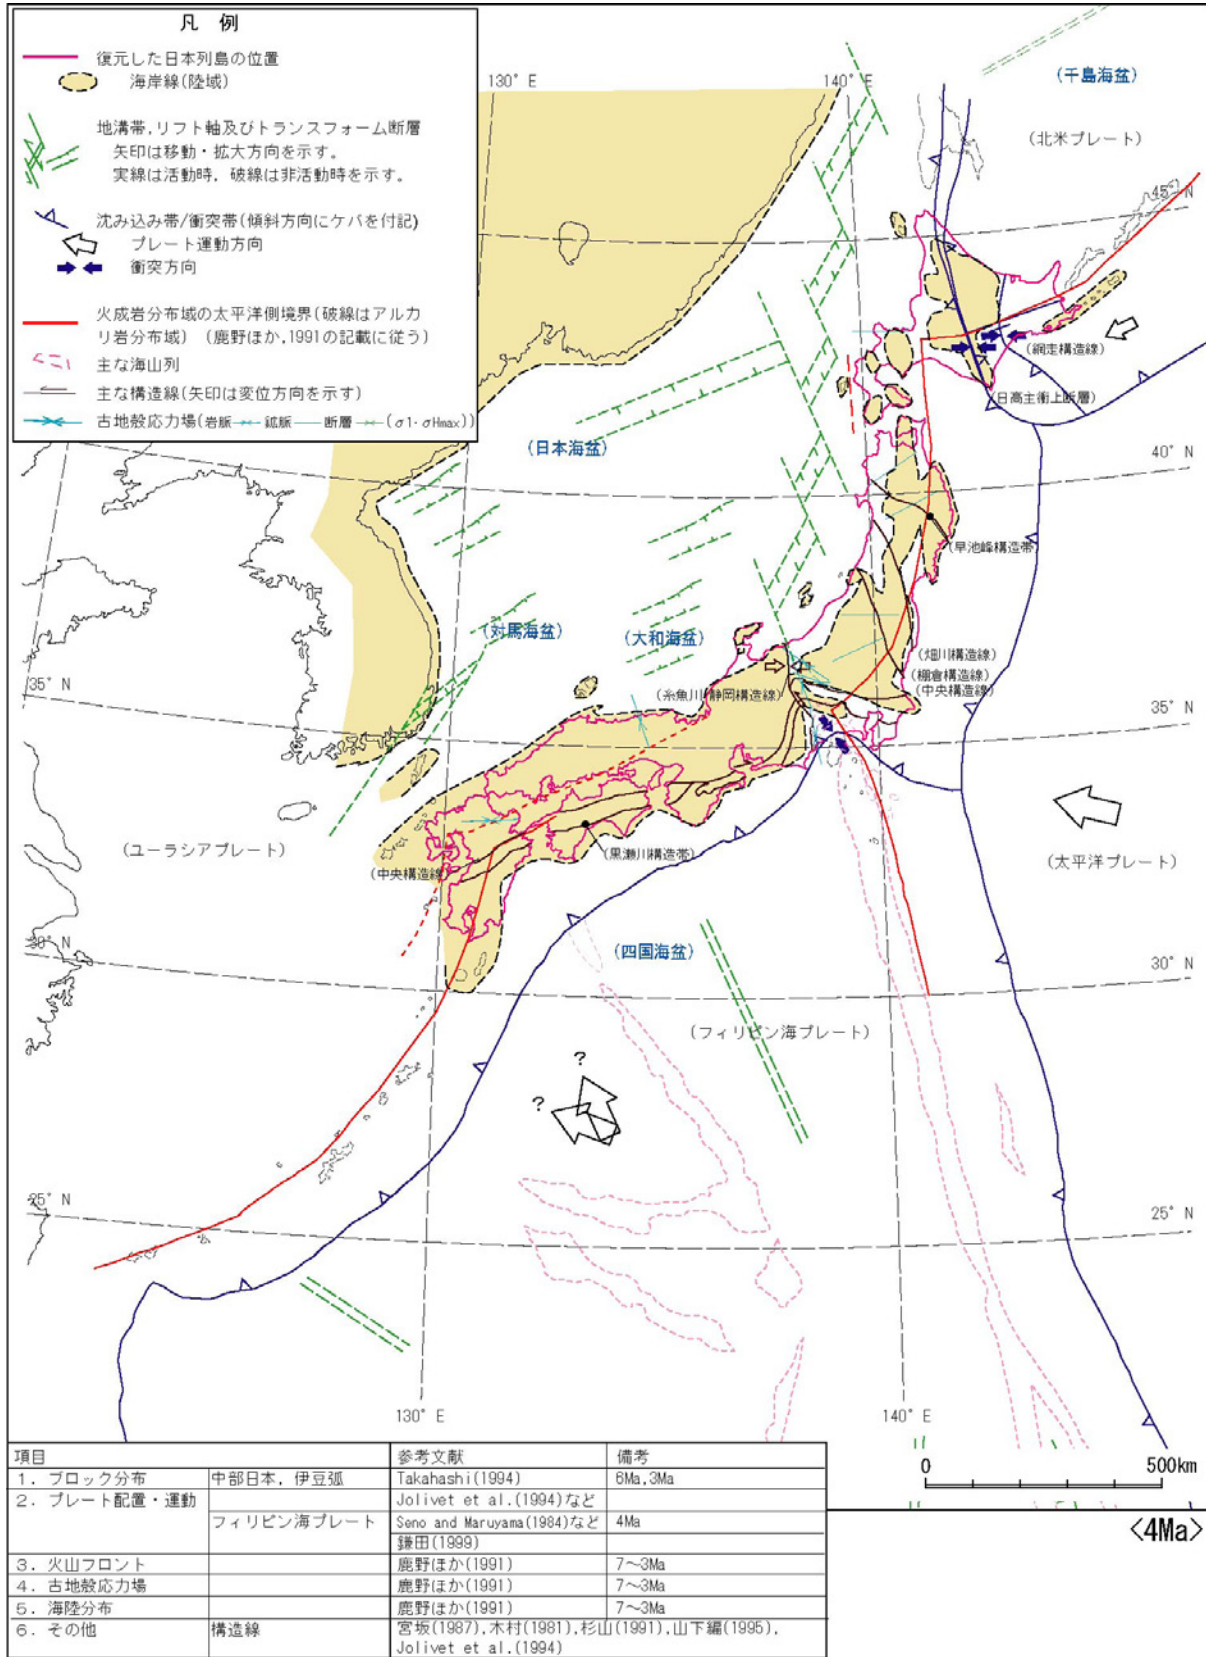 凡 例
復元した日本列島の位置
海岸線(陸域)
地溝帯,リフト軸及びトランスフォーム断層
矢印は移動・拡大方向を示す。
実線は活動時, 破線は非活動時を示す。
沈み込み帯/衝突帯(傾斜方向にケバを付記)
プレート運動方向
衝突方向
火成岩分布域の太平洋側境界(破線はアルカ
リ岩分布域) (鹿野ほか,1991の記載に従う)
主な海山列
主な構造線(矢印は変位方向を示す)
古地殻応力場(岩脈 鉱脈 断層 (σ1・σHmax))
130° E
140° E
(千島海盆)
(北米プレート)
45° N
(網走構造線)
(日高主衝上断層)
(日本海盆)
40° N
(早池峰構造帯)
(対馬海盆)
(大和海盆)
(畑川構造線)
(棚倉構造線)
(中央構造線)
35° N
(糸魚川 静岡構造線)
35° N
(ユーラシアプレート)
(中央構造線)
(黒瀬川構造帯)
(太平洋プレート)
30° N
(四国海盆)
30° N
(フィリピン海プレート)
?
?
25° N
25° N
130° E
140° E
0 500km
<4Ma>
項目 参考文献 備考
1. ブロック分布 中部日本, 伊豆弧 Takahashi(1994) 6Ma,3Ma
2. プレート配置・運動 Jolivet et al.(1994)など
フィリピン海プレート Seno and Maruyama(1984)など 4Ma
鎌田(1999)
3. 火山フロント 鹿野ほか(1991) 7～3Ma
4. 古地殻応力場 鹿野ほか(1991) 7～3Ma
5. 海陸分布 鹿野ほか(1991) 7～3Ma
6. その他 構造線 宮坂(1987),木村(1981),杉山(1991),山下編(1995),
Jolivet et al.(1994)